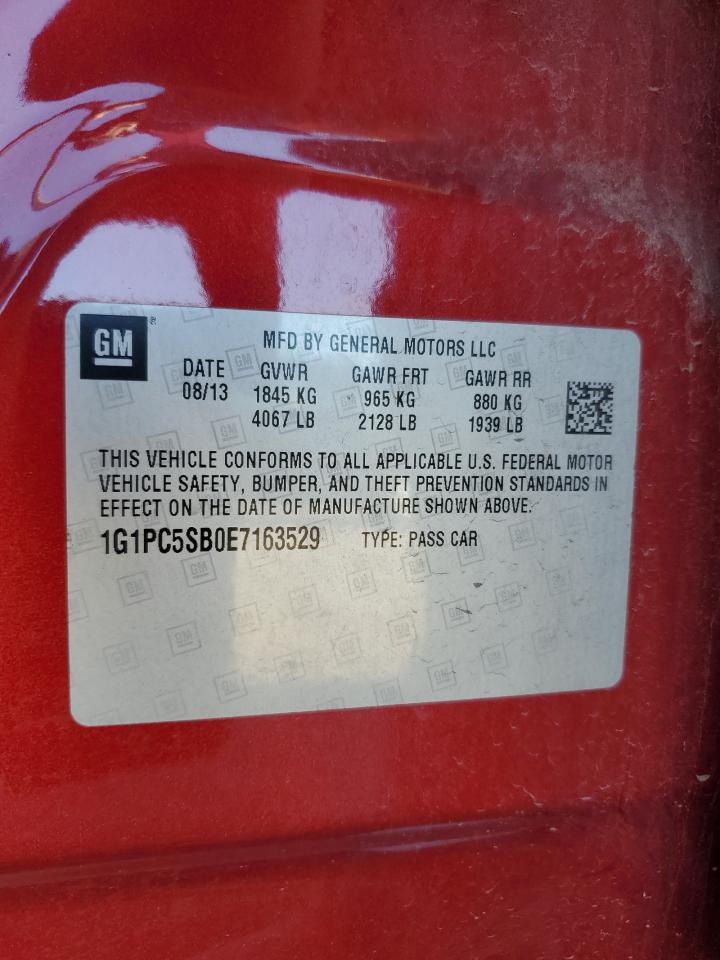 GM
MFD BY GENERAL MOTORS LLC
DATE GVWR GAWR FRT GAWR RR
08/13 1845 KG 965 KG 880 KG
4067 LB 2128 LB 1939 LB
THIS VEHICLE CONFORMS TO ALL APPLICABLE U.S. FEDERAL MOTOR
VEHICLE SAFETY, BUMPER, AND THEFT PREVENTION STANDARDS IN
EFFECT ON THE DATE OF MANUFACTURE SHOWN ABOVE.
1G1PC5SB0E7163529 TYPE: PASS CAR